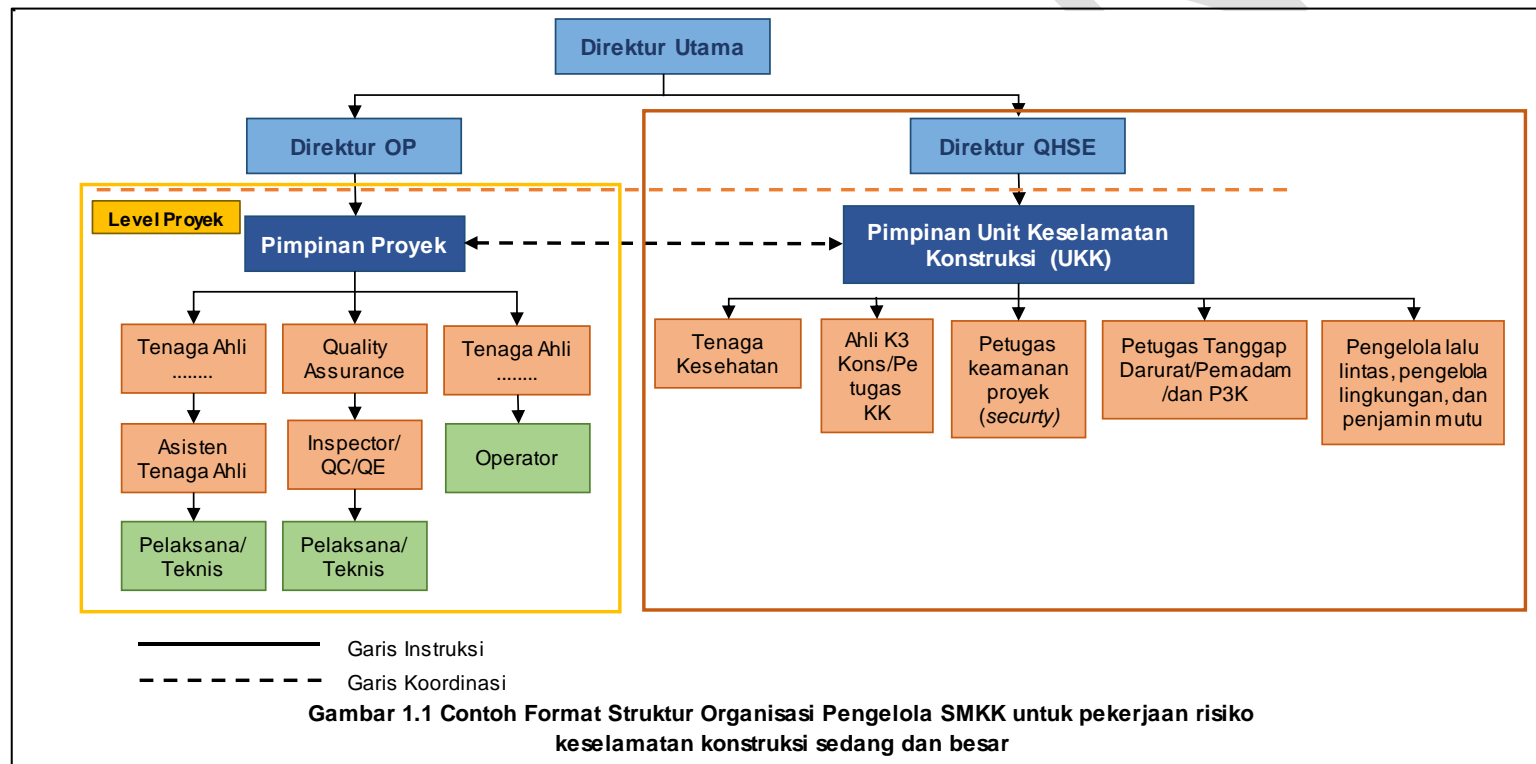 Direktur Utama
Direktur OP
Direktur QHSE
Level Proyek
Pimpinan Proyek
Pimpinan Unit Keselamatan
Konstruksi (UKK)
Tenaga Ahli
........
Quality
Assurance
Tenaga Ahli
........
Tenaga
Kesehatan
Ahli K3
Kons/Pe
tugas
KK
Petugas
keamanan
proyek
(securty)
Petugas Tanggap
Darurat/Pemadam
/dan P3K
Pengelola lalu
lintas, pengelola
lingkungan, dan
penjamin mutu
Asisten
Tenaga Ahli
Inspector/
QC/QE
Operator
Pelaksana/
Teknis
Pelaksana/
Teknis
Garis Instruksi
Garis Koordinasi
Gambar 1.1 Contoh Format Struktur Organisasi Pengelola SMKK untuk pekerjaan risiko
keselamatan konstruksi sedang dan besar